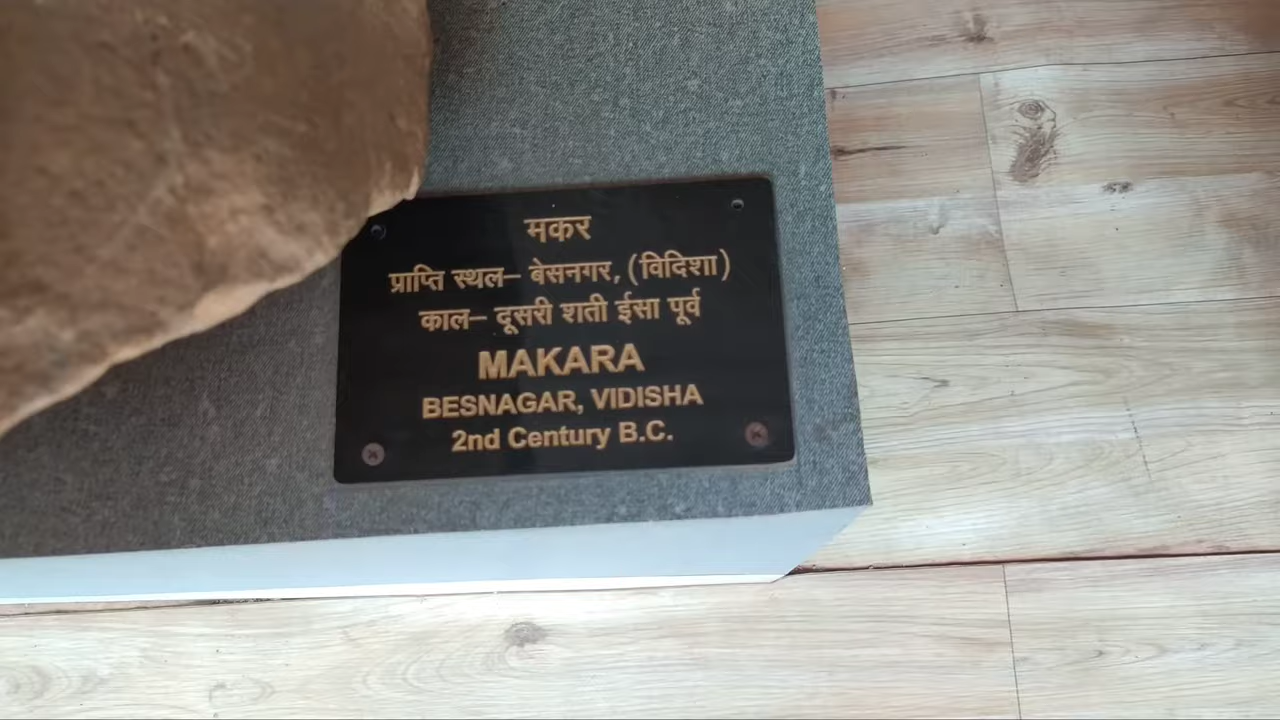 मकर
प्राप्ति स्थल– बेसनगर, (विदिशा)
काल– दूसरी शती ईसा पूर्व
MAKARA
BESNAGAR, VIDISHA
2nd Century B.C.